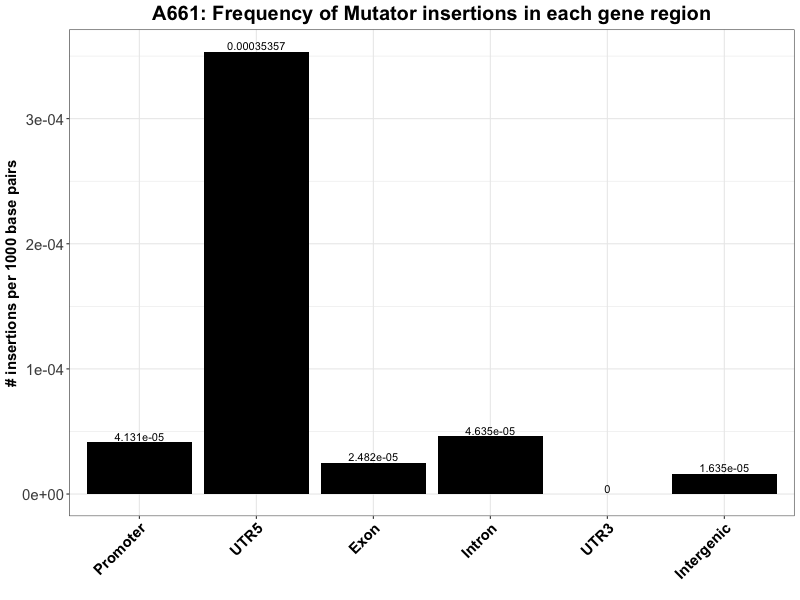 A661: Frequency of Mutator insertions in each gene region
# insertions per 1000 base pairs
3e-04
2e-04
1e-04
0e+00
4.131e-05
0.00035357
2.482e-05
4.635e-05
0
1.635e-05
Promoter
UTR5
Exon
Intron
UTR3
Intergenic